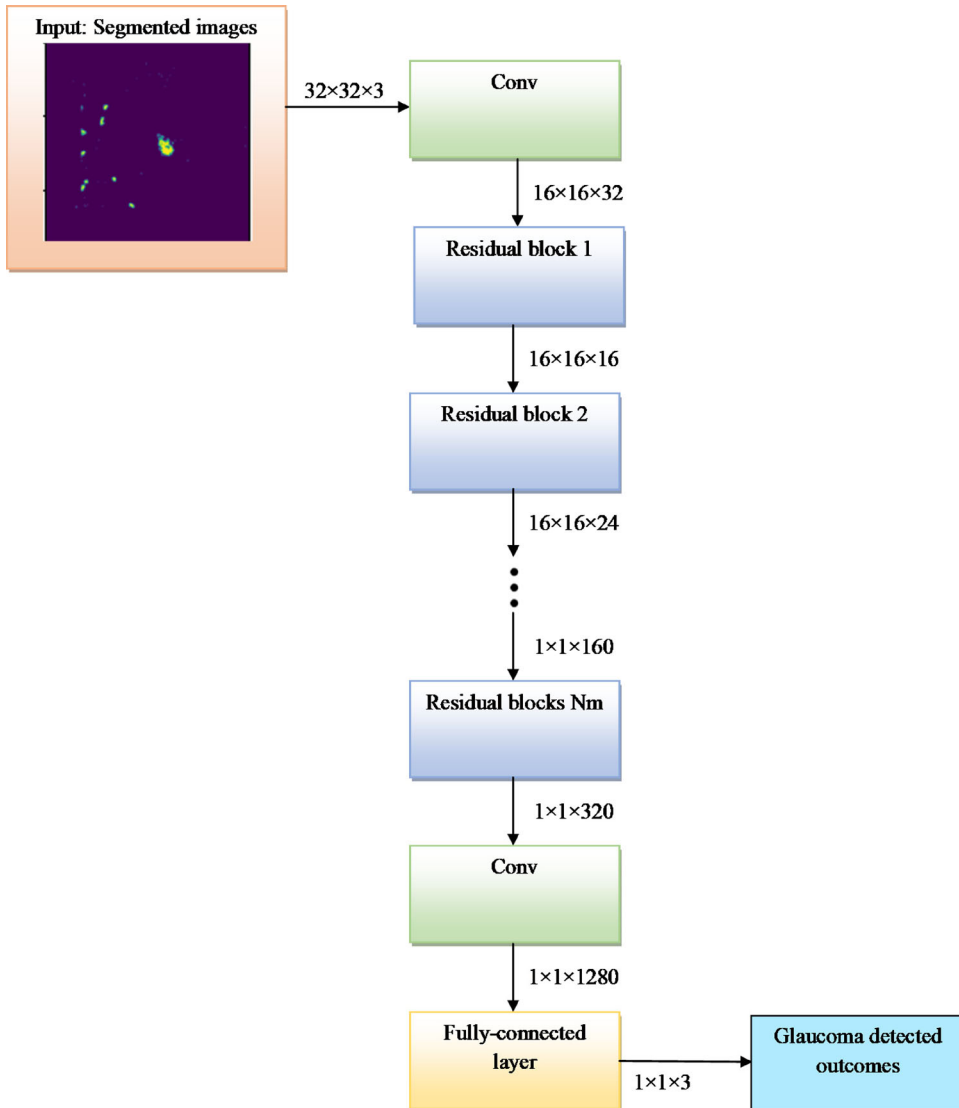 Input: Segmented images
32×32×3
Conv
16×16×32
Residual block 1
16×16×16
Residual block 2
16×16×24
1×1×160
Residual blocks Nm
1×1×320
Conv
1×1×1280
Fully-connected
layer
1×1×3
Glaucoma detected
outcomes